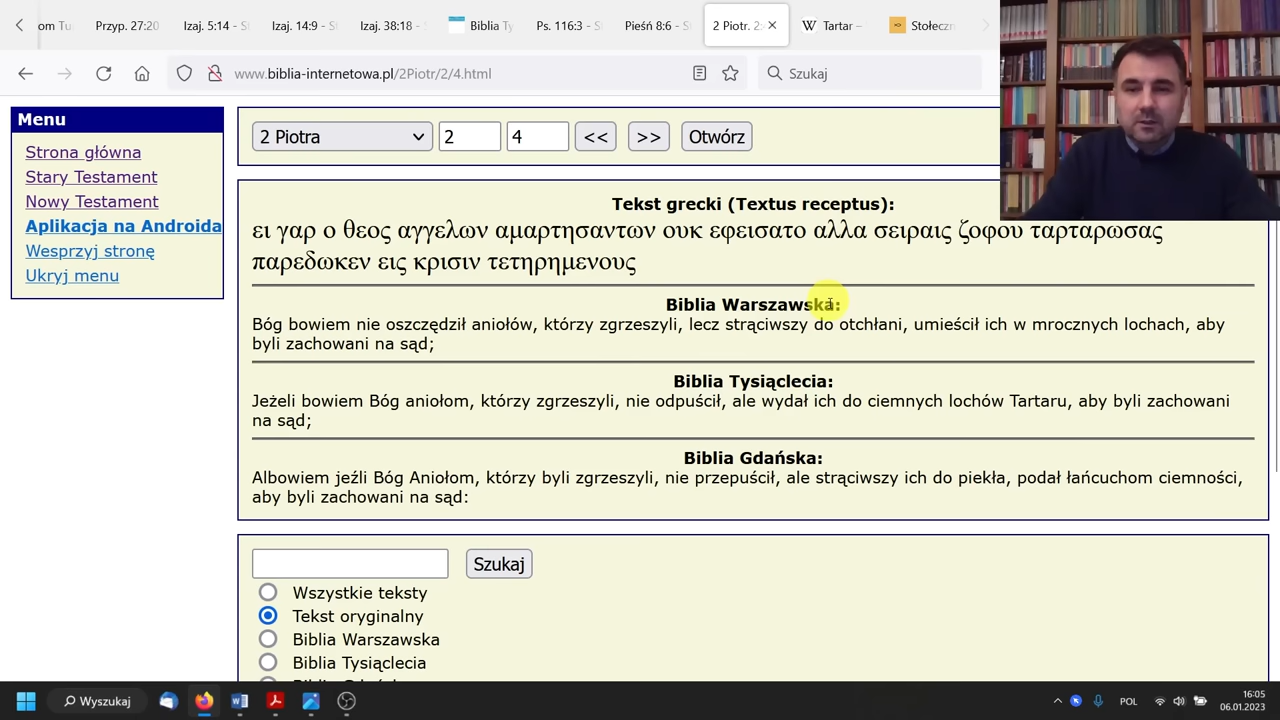 om Tu
Przyp. 27:20
Izaj. 5:14 - S
Izaj. 14:9 - S
Izaj. 38:18 -
Biblia Ty
Ps. 116:3 - S
Pieśń 8:6 - S
2 Piotr. 2:
Tartar –
Stołeczn
www.biblia-internetowa.pl/2Piotr/2/4.html
Szukaj
Menu
Strona główna
Stary Testament
Nowy Testament
Aplikacja na Androida
Wesprzyj stronę
Ukryj menu
2 Piotra
2
4
<<
>>
Otwórz
Tekst grecki (Textus receptus):
ει γαρ ο θεος αγγελων αμαρτησαντων ουκ εφεισατο αλλα σειραις ζοφου ταρταρωσας
παρεδωκεν εις κρισιν τετηρημενους
Biblia Warszawska:
Bóg bowiem nie oszczędził aniołów, którzy zgrzeszyli, lecz strąciwszy do otchłani, umieścił ich w mrocznych lochach, aby
byli zachowani na sąd;
Biblia Tysiąclecia:
Jeżeli bowiem Bóg aniołom, którzy zgrzeszyli, nie odpuścił, ale wydał ich do ciemnych lochów Tartaru, aby byli zachowani
na sąd;
Biblia Gdańska:
Albowiem jeźli Bóg Aniołom, którzy byli zgrzeszyli, nie przepuścił, ale strąciwszy ich do piekła, podał łańcuchom ciemności,
aby byli zachowani na sąd:
Szukaj
Wszystkie teksty
Tekst oryginalny
Biblia Warszawska
Biblia Tysiąclecia
Wyszukaj
POL
16:05
06.01.2023